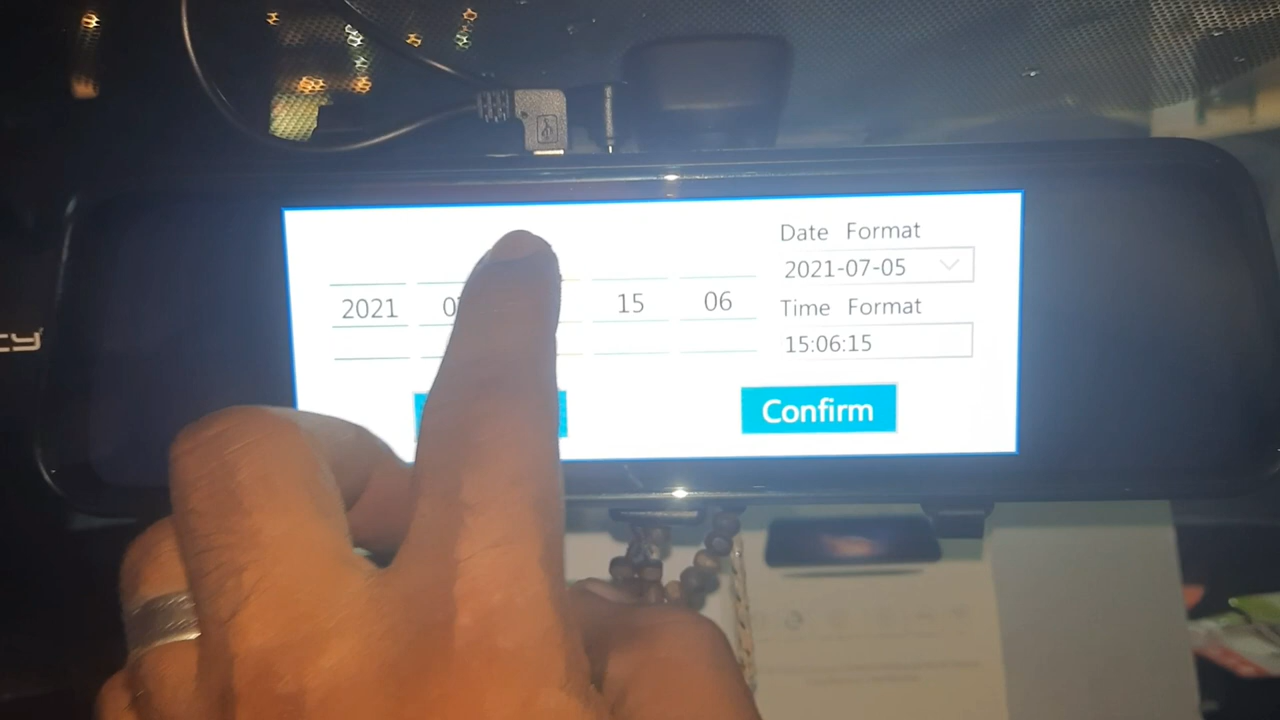 Date Format
2021-07-05
2021 15 06
Time Format
15:06:15
Confirm